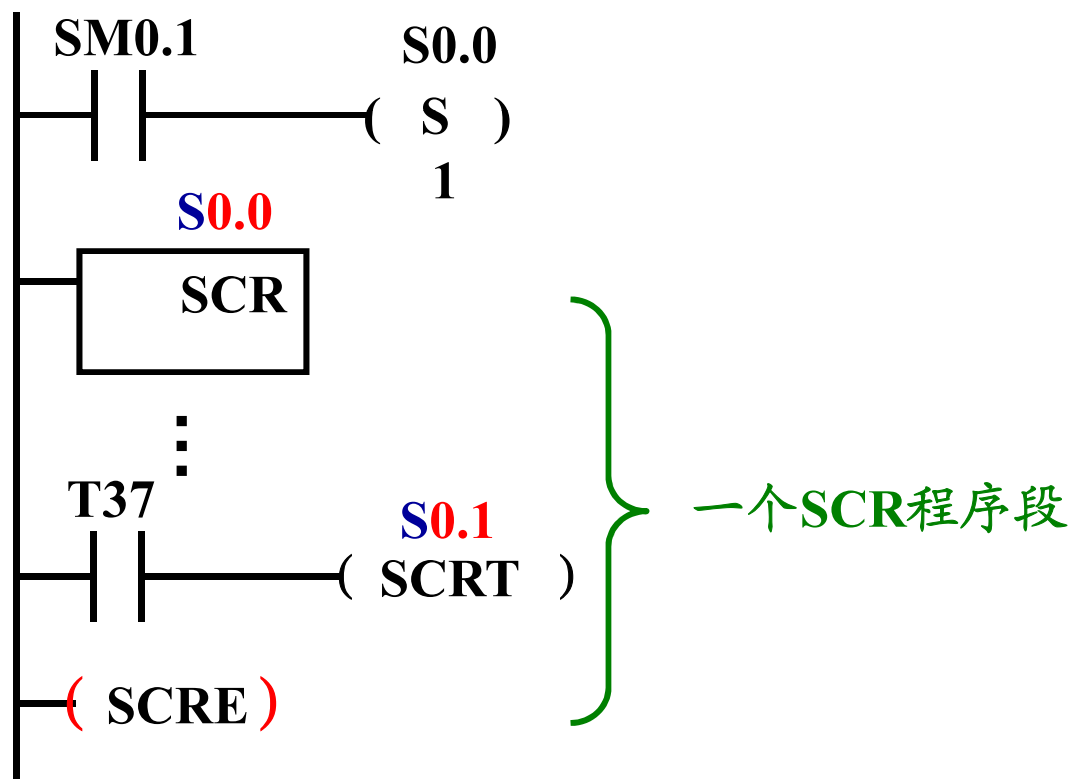 SM0.1
S0.0
( S )
1
S0.0
SCR
T37
S0.1
( SCRT )
( SCRE )
一个SCR程序段